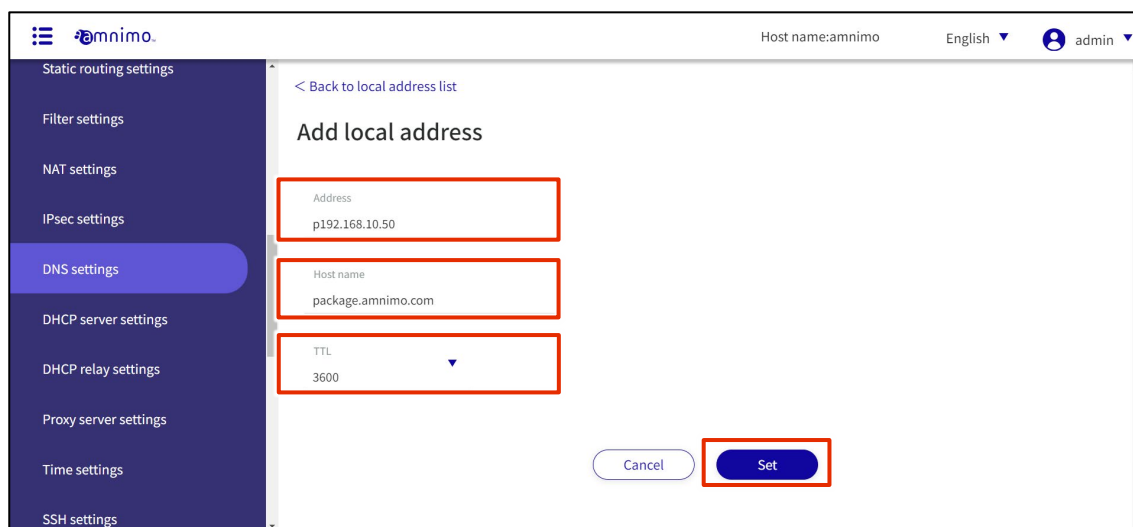 amnimo
Host name:amnimo
English
admin
Static routing settings
Filter settings
NAT settings
IPsec settings
DNS settings
DHCP server settings
DHCP relay settings
Proxy server settings
Time settings
SSH settings
< Back to local address list
Add local address
Address
p192.168.10.50
Host name
package.amnimo.com
TTL
3600
Cancel
Set